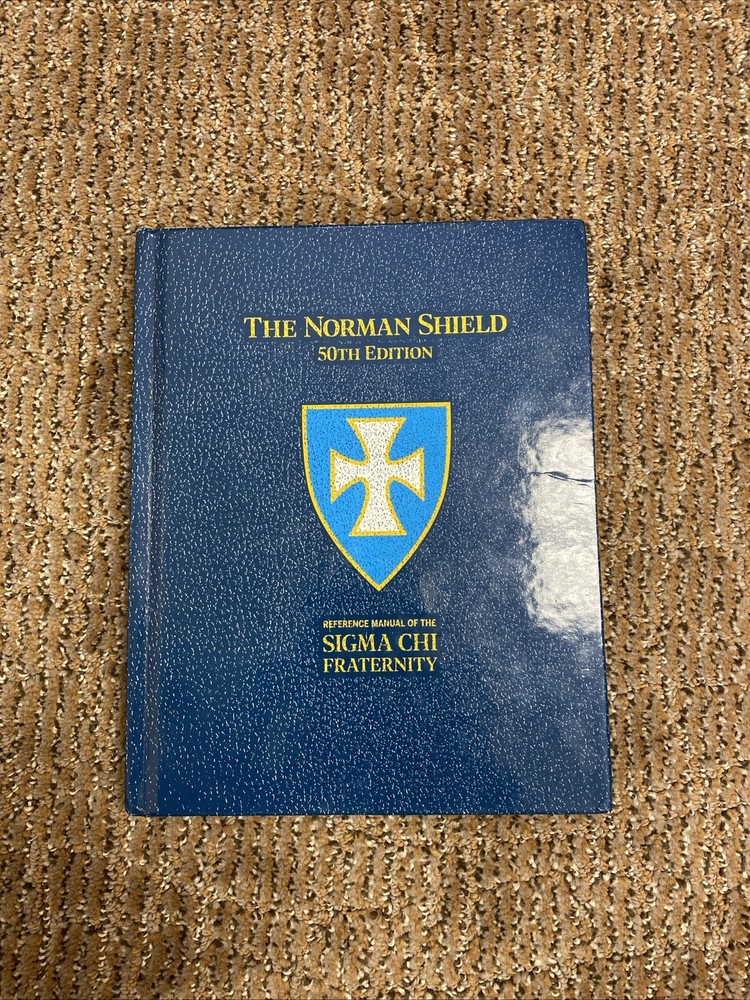 THE NORMAN SHIELD
50TH EDITION
REFERENCE MANUAL OF THE
SIGMA CHI
FRATERNITY